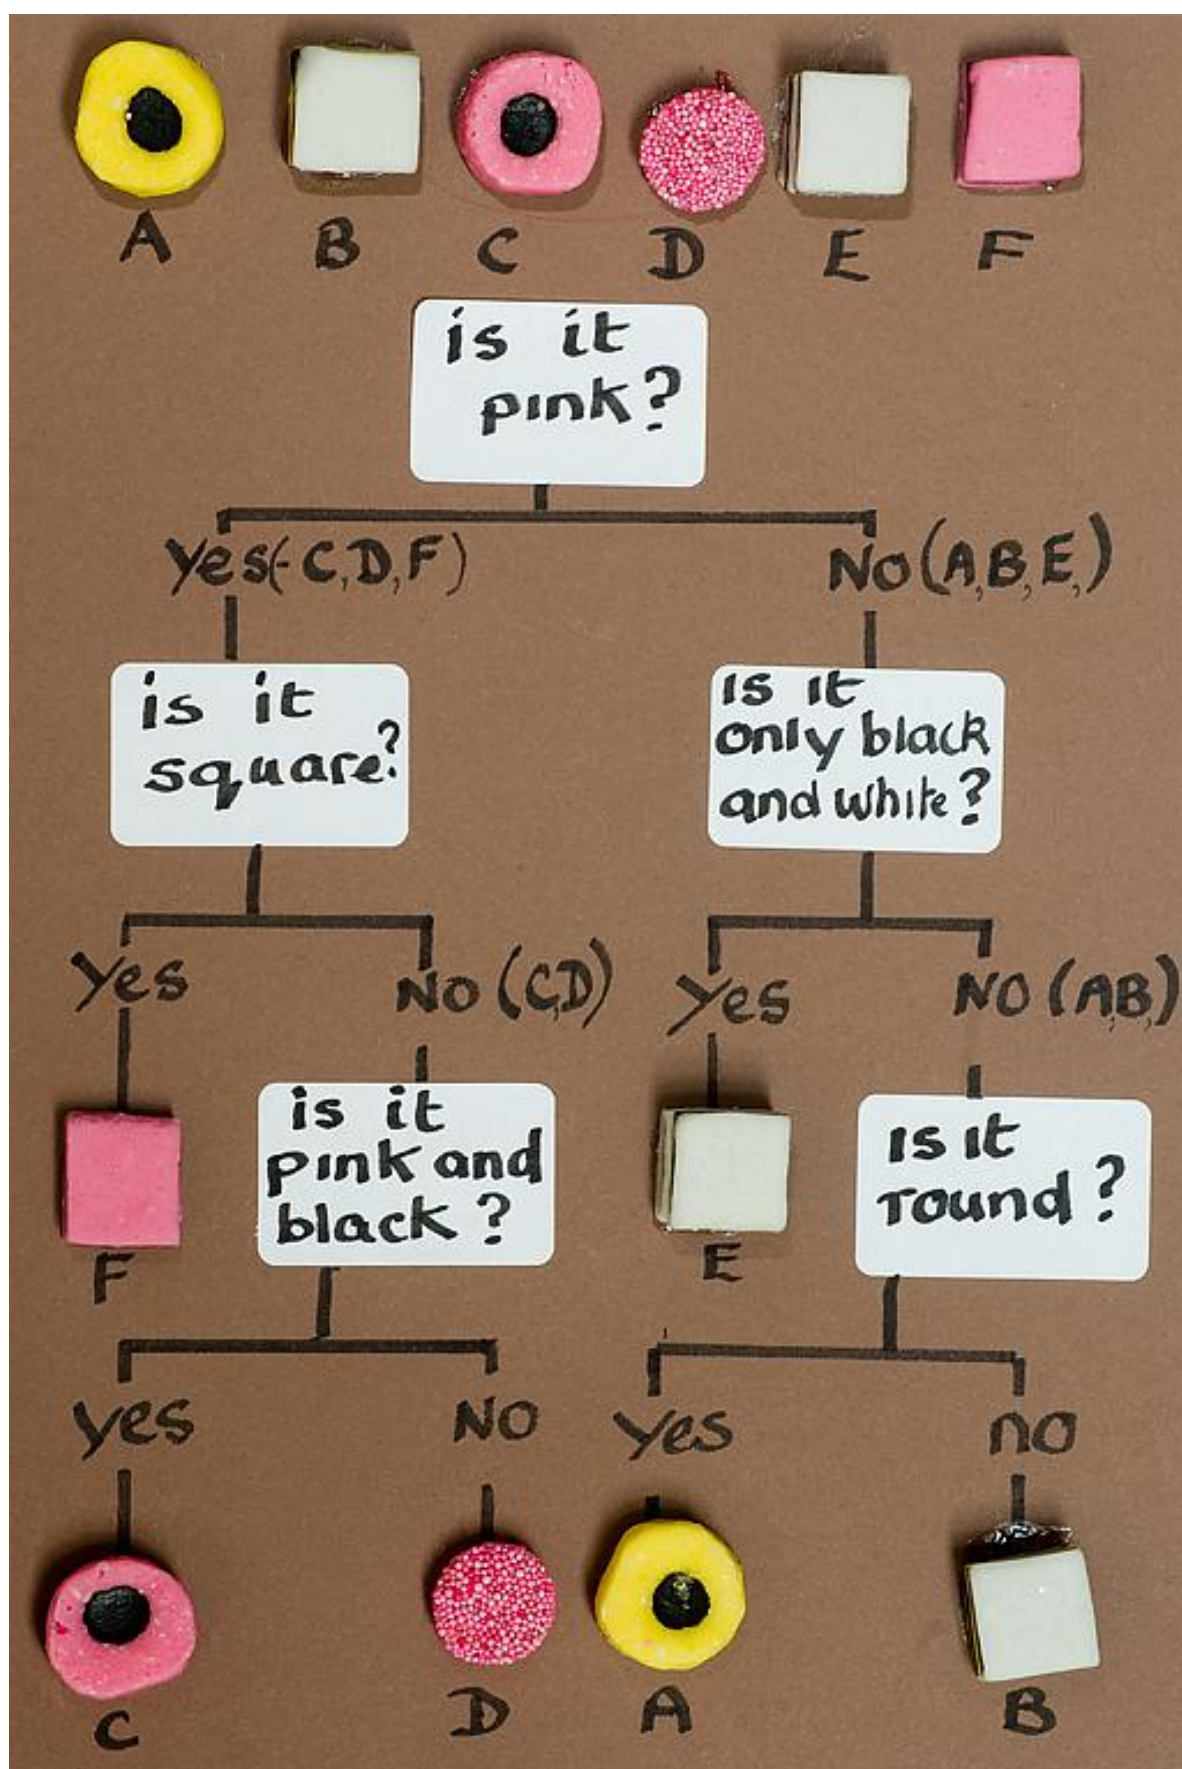 A B C D E F
is it
pink?
Yes(-C,D,F) No(A,B,E,)
is it
square?
Is it
only black
and white?
Yes No(C,D) Yes NO(A,B,)
is it
pink and
black?
Is it
round?
F E
yes NO yes no
C D A B